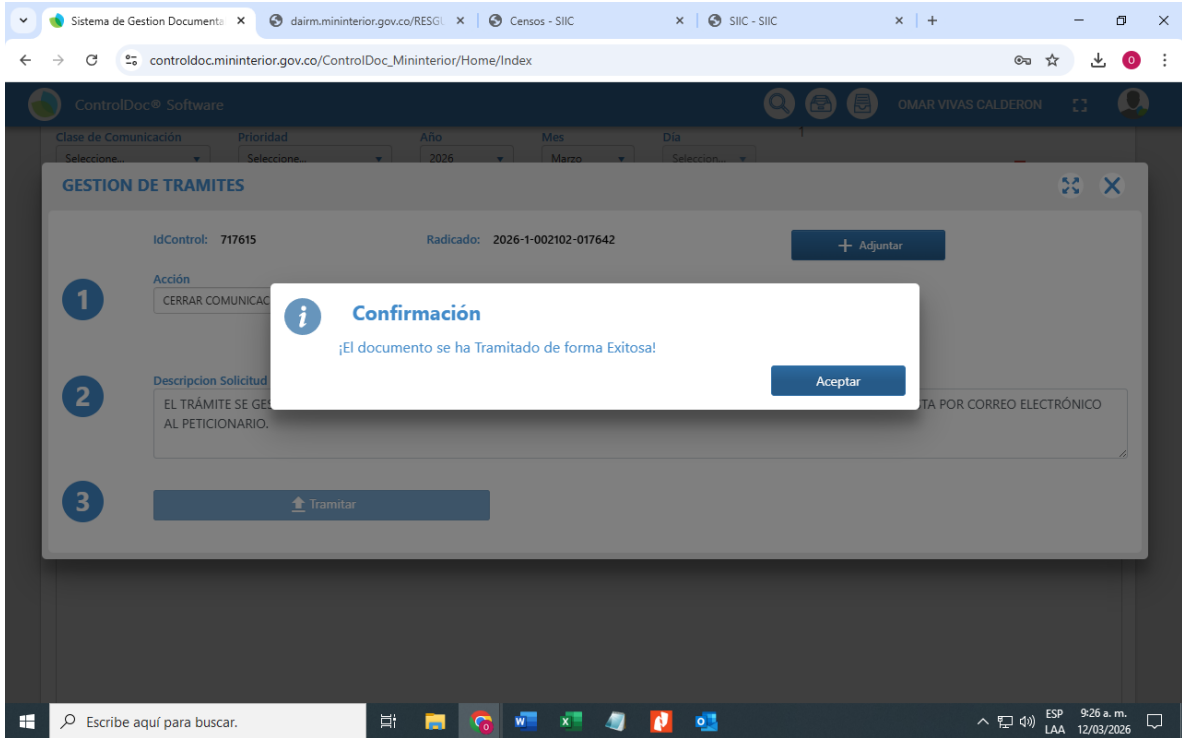 Sistema de Gestion Documenta
dairm.mininterior.gov.co/RESGU
Censos - SIIC
SIIC - SIIC
controldoc.mininterior.gov.co/ControlDoc_Mininterior/Home/Index
O
ControlDoc® Software
OMAR VIVAS CALDERON
Clase de Comunicación Prioridad Año Mes Día 1
Seleccione... Seleccione... 2026 Marzo Seleccion...
GESTION DE TRAMITES
IdControl: 717615 Radicado: 2026-1-002102-017642
+ Adjuntar
1
Acción
CERRAR COMUNICAC
i
Confirmación
¡El documento se ha Tramitado de forma Exitosa!
Aceptar
2
Descripcion Solicitud
EL TRÁMITE SE GES TA POR CORREO ELECTRÓNICO
AL PETICIONARIO.
3
Tramitar
Escribe aquí para buscar.
ESP 9:26 a. m.
LAA 12/03/2026